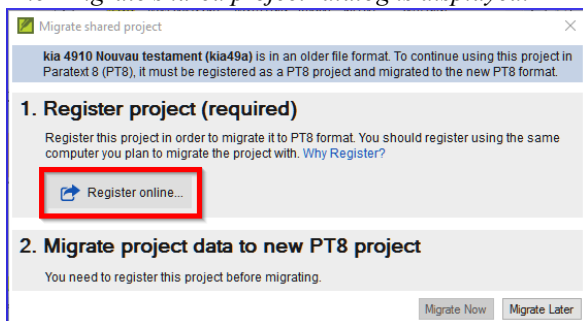 Migrate shared project
kia 4910 Nouvau testament (kia49a) is in an older file format. To continue using this project in
Paratext 8 (PT8), it must be registered as a PT8 project and migrated to the new PT8 format.
1. Register project (required)
Register this project in order to migrate it to PT8 format. You should register using the same
computer you plan to migrate the project with. Why Register?
Register online...
2. Migrate project data to new PT8 project
You need to register this project before migrating.
Migrate Now Migrate Later